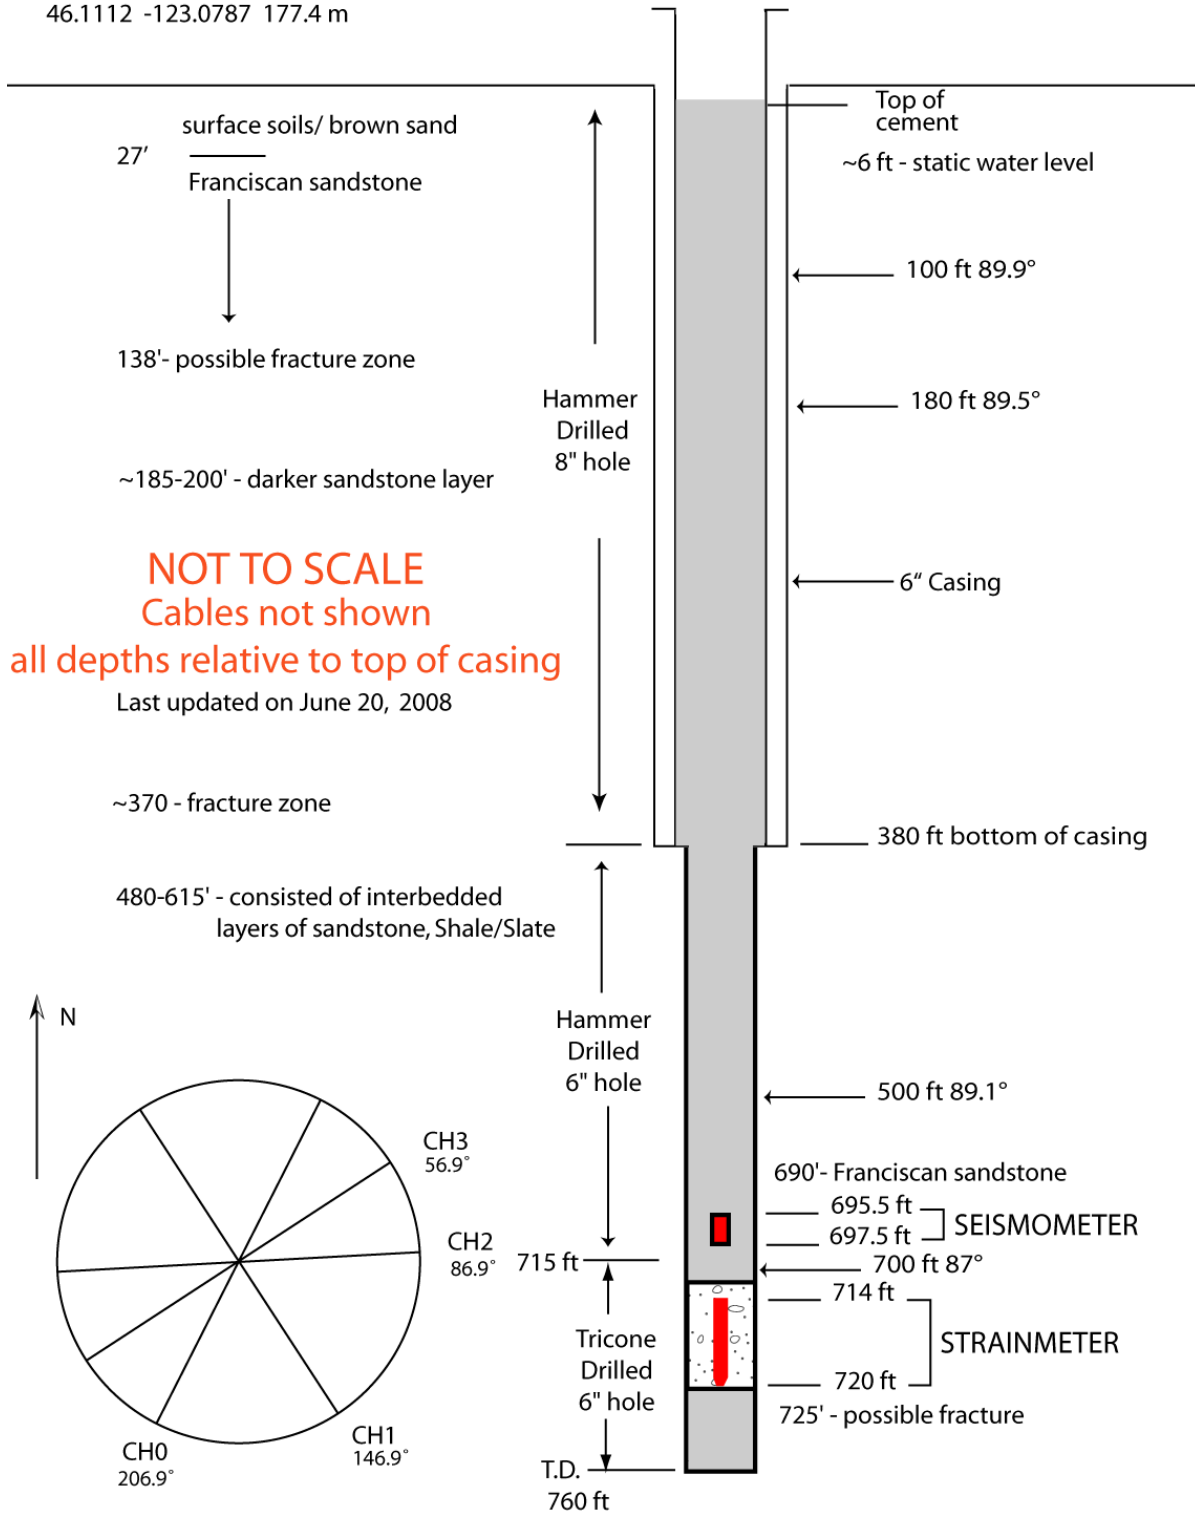 46.1112 -123.0787 177.4 m
Top of
cement
surface soils/ brown sand
27'
Franciscan sandstone
~6 ft - static water level
100 ft 89.9°
138'- possible fracture zone
Hammer
Drilled
8" hole
180 ft 89.5°
~185-200' - darker sandstone layer
NOT TO SCALE
Cables not shown
all depths relative to top of casing
Last updated on June 20, 2008
6“ Casing
~370 - fracture zone
380 ft bottom of casing
480-615' - consisted of interbedded
layers of sandstone, Shale/Slate
N
Hammer
Drilled
6" hole
500 ft 89.1°
CH3
56.9°
CH2
86.9°
CH1
146.9°
CH0
206.9°
690'- Franciscan sandstone
695.5 ft
697.5 ft
SEISMOMETER
715 ft
700 ft 87°
714 ft
STRAINMETER
720 ft
Tricone
Drilled
6" hole
725' - possible fracture
T.D.
760 ft